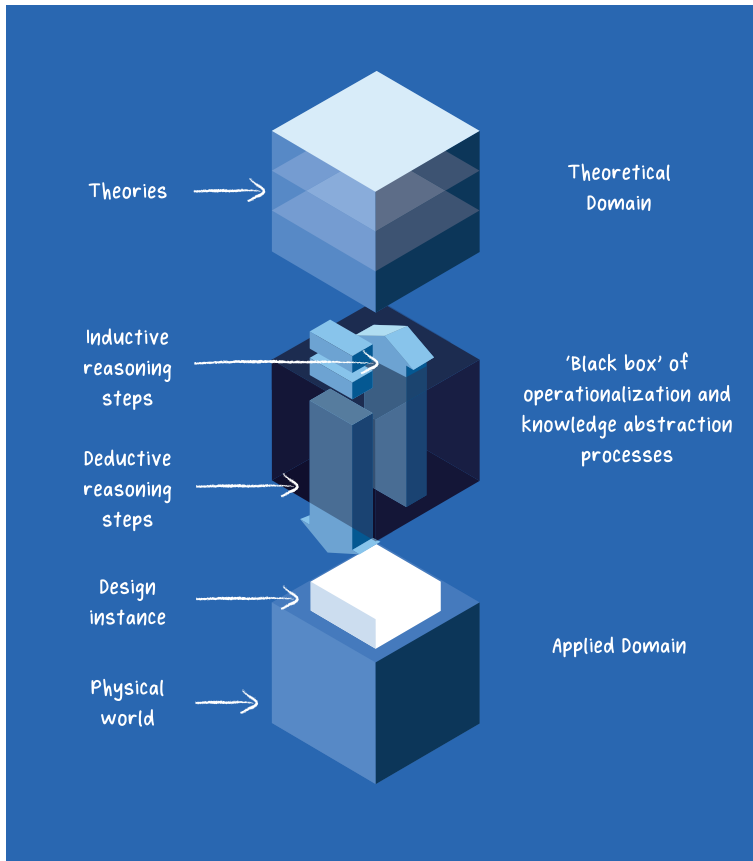 Theories
Theoretical
Domain
Inductive
reasoning
steps
'Black box' of
operationalization and
knowledge abstraction
processes
Deductive
reasoning
steps
Design
instance
Applied Domain
Physical
world